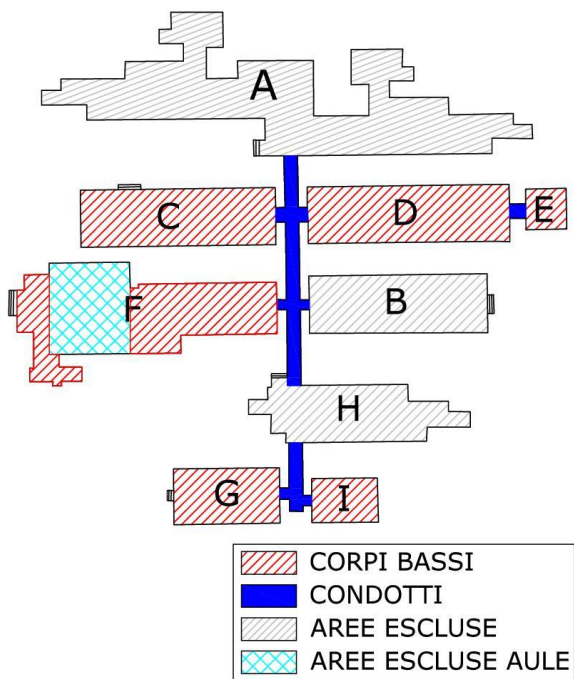 A
C
D
E
F
B
H
G
I
CORPI BASSI
CONDOTTI
AREE ESCLUSE
AREE ESCLUSE AULE